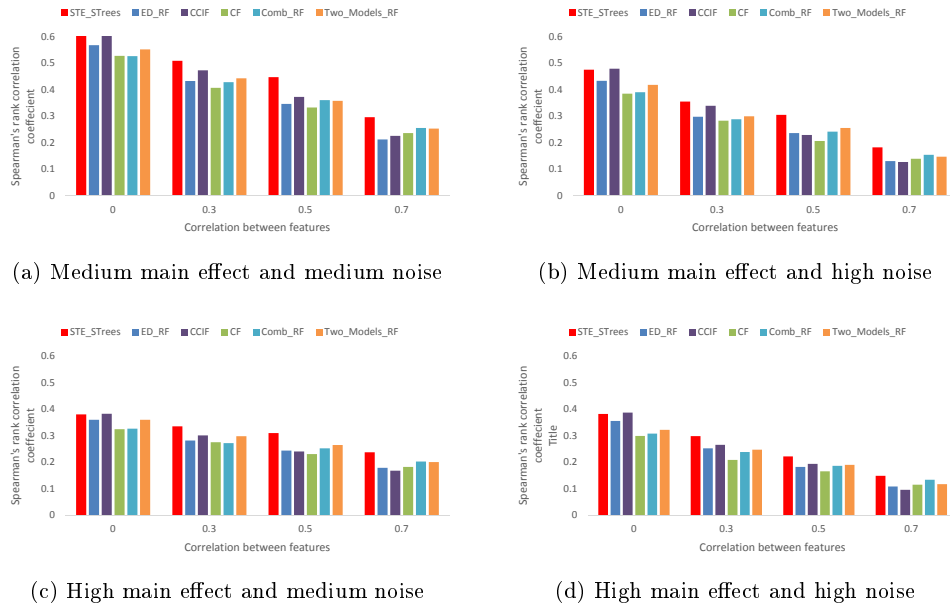 STE_STrees ED_RF CCIF CF Comb_RF Two_Models_RF
0.6
0.5
0.4
0.3
0.2
0.1
0
Spearman's rank correlation
coeffecient
0 0.3 0.5 0.7
Correlation between features
(a) Medium main effect and medium noise
STE_STrees ED_RF CCIF CF Comb_RF Two_Models_RF
0.6
0.5
0.4
0.3
0.2
0.1
0
Spearman's rank correlation
coeffecient
0 0.3 0.5 0.7
Correlation between features
(b) Medium main effect and high noise
STE_STrees ED_RF CCIF CF Comb_RF Two_Models_RF
0.6
0.5
0.4
0.3
0.2
0.1
0
Spearman's rank correlation
coeffecient
0 0.3 0.5 0.7
Correlation between features
(c) High main effect and medium noise
STE_STrees ED_RF CCIF CF Comb_RF Two_Models_RF
0.6
0.5
0.4
0.3
0.2
0.1
0
Spearman's rank correlation
coeffecient
Title
0 0.3 0.5 0.7
Correlation between features
(d) High main effect and high noise